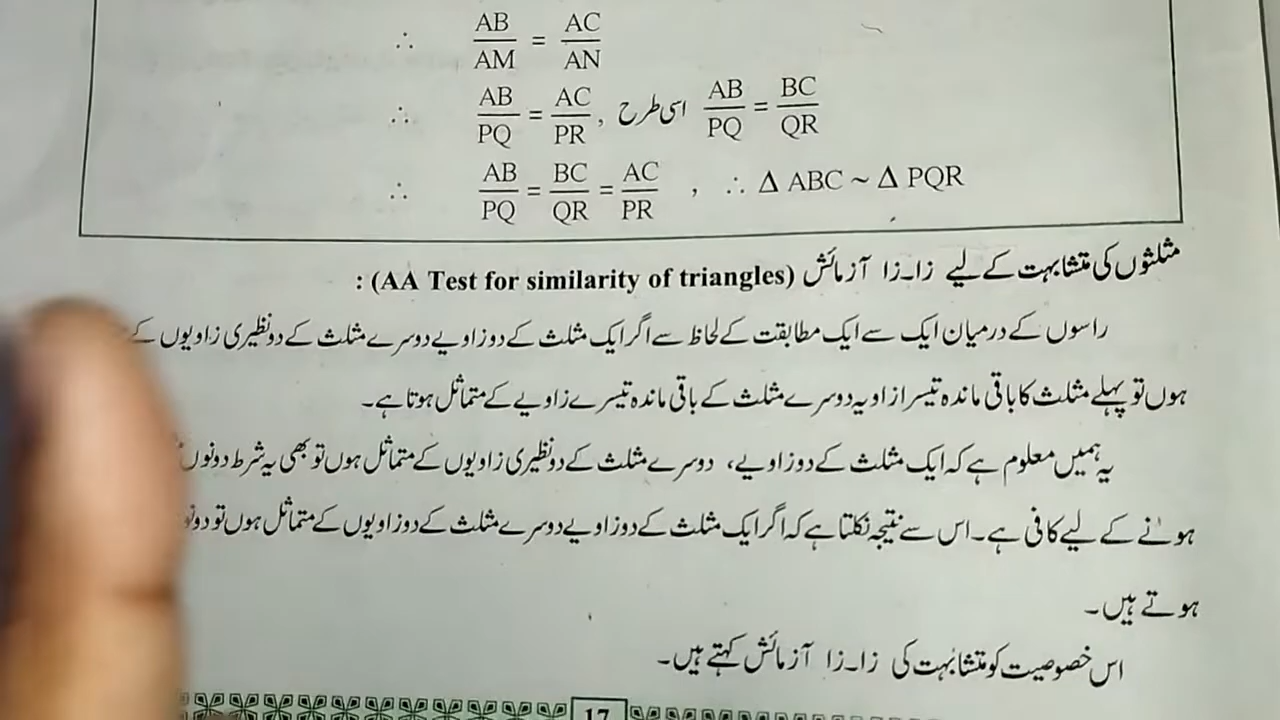 ∴ AB/AM = AC/AN
∴ AB/PQ = AC/PR , اسی طرح AB/PQ = BC/QR
∴ AB/PQ = BC/QR = AC/PR , ∴ Δ ABC ~ Δ PQR
مثلثوں کی متشابہت کے لیے زا۔زا آزمائش (AA Test for similarity of triangles) :
راسوں کے درمیان ایک سے ایک مطابقت کے لحاظ سے اگر ایک مثلث کے دو زاویے دوسرے مثلث کے دو نظیری زاویوں کے
ہوں تو پہلے مثلث کا باقی ماندہ تیسرا زاویہ دوسرے مثلث کے باقی ماندہ تیسرے زاویے کے متماثل ہوتا ہے۔
یہ ہمیں معلوم ہے کہ ایک مثلث کے دو زاویے، دوسرے مثلث کے دو نظیری زاویوں کے متماثل ہوں تو بھی یہ شرط دونوں
ہونے کے لیے کافی ہے۔ اس سے نتیجہ نکلتا ہے کہ اگر ایک مثلث کے دو زاویے دوسرے مثلث کے دو زاویوں کے متماثل ہوں تو
ہوتے ہیں۔
اس خصوصیت کو متشابہت کی زا۔زا آزمائش کہتے ہیں۔
17